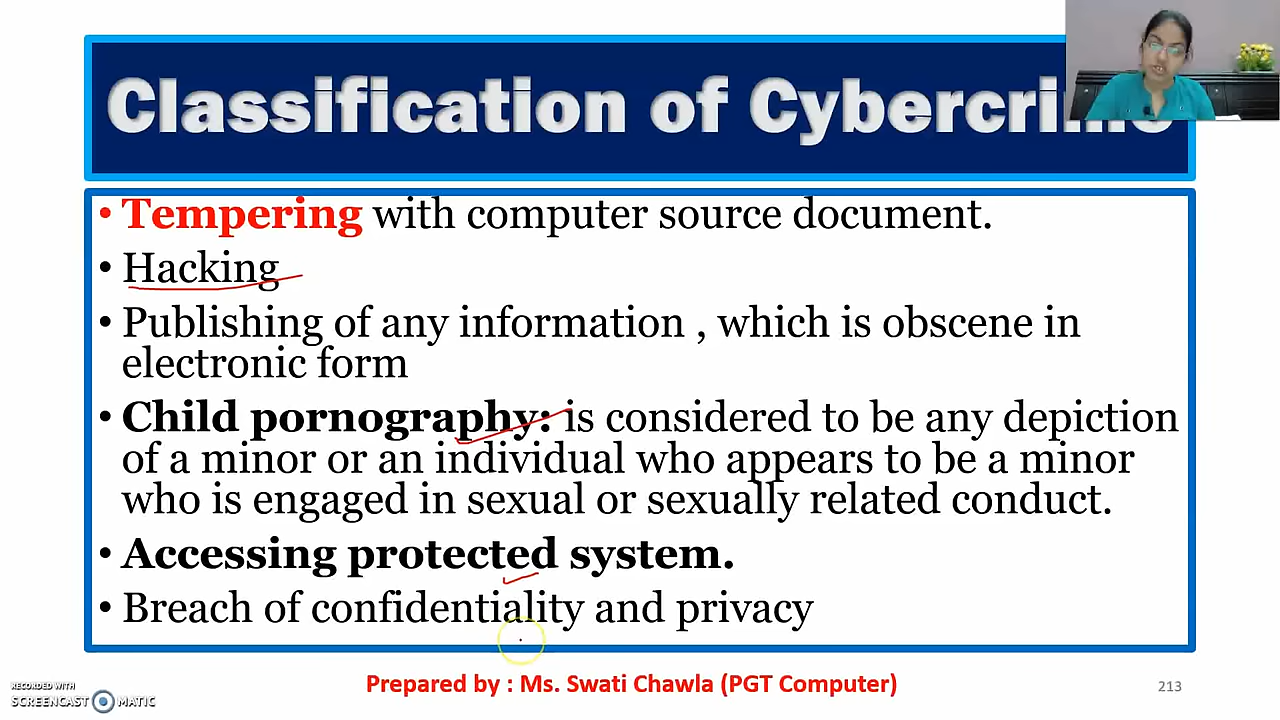 Classification of
• Tempering with computer source document.
• Hacking
• Publishing of any information , which is obscene in
electronic form
• Child pornography: is considered to be any depiction
of a minor or an individual who appears to be a minor
who is engaged in sexual or sexually related conduct.
• Accessing protected system.
• Breach of confidentiality and privacy
Prepared by : Ms. Swati Chawla (PGT Computer)
213
RECORDED WITH
SCREENCAST MATIC